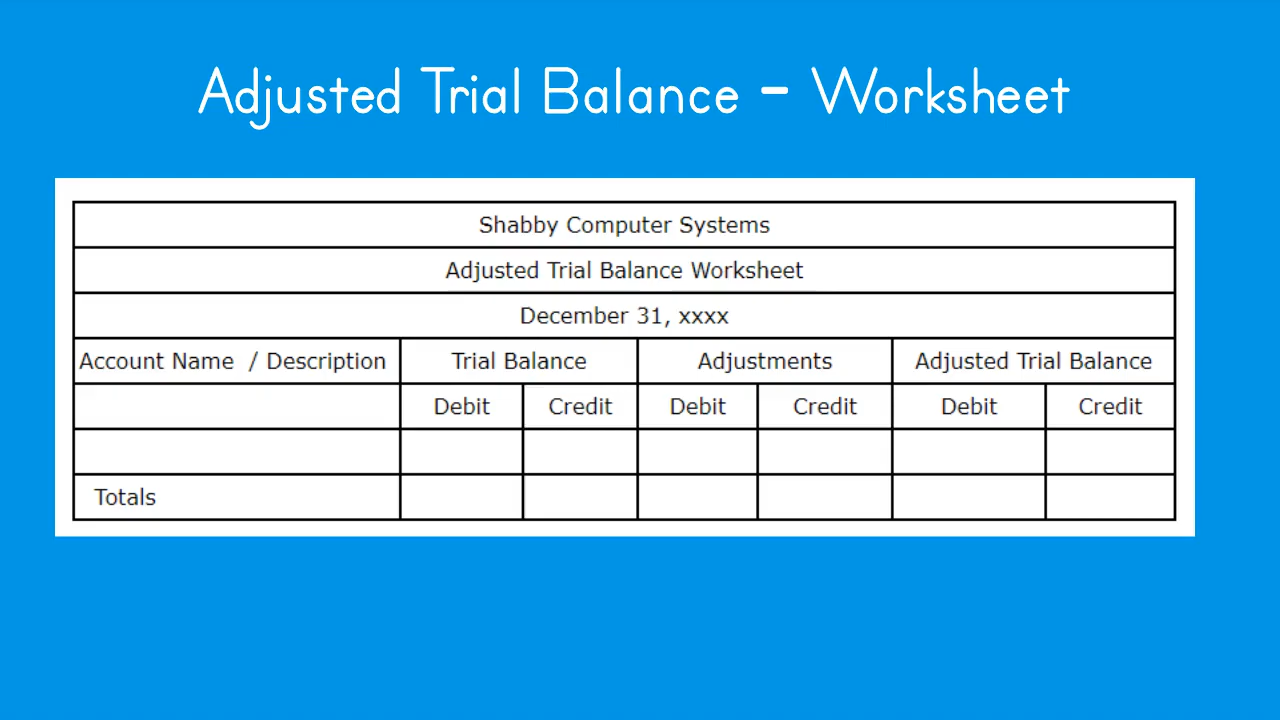 Adjusted Trial Balance - Worksheet
Shabby Computer Systems
Adjusted Trial Balance Worksheet
December 31, xxxx
Account Name / Description Trial Balance Adjustments Adjusted Trial Balance
Debit Credit Debit Credit Debit Credit
Totals